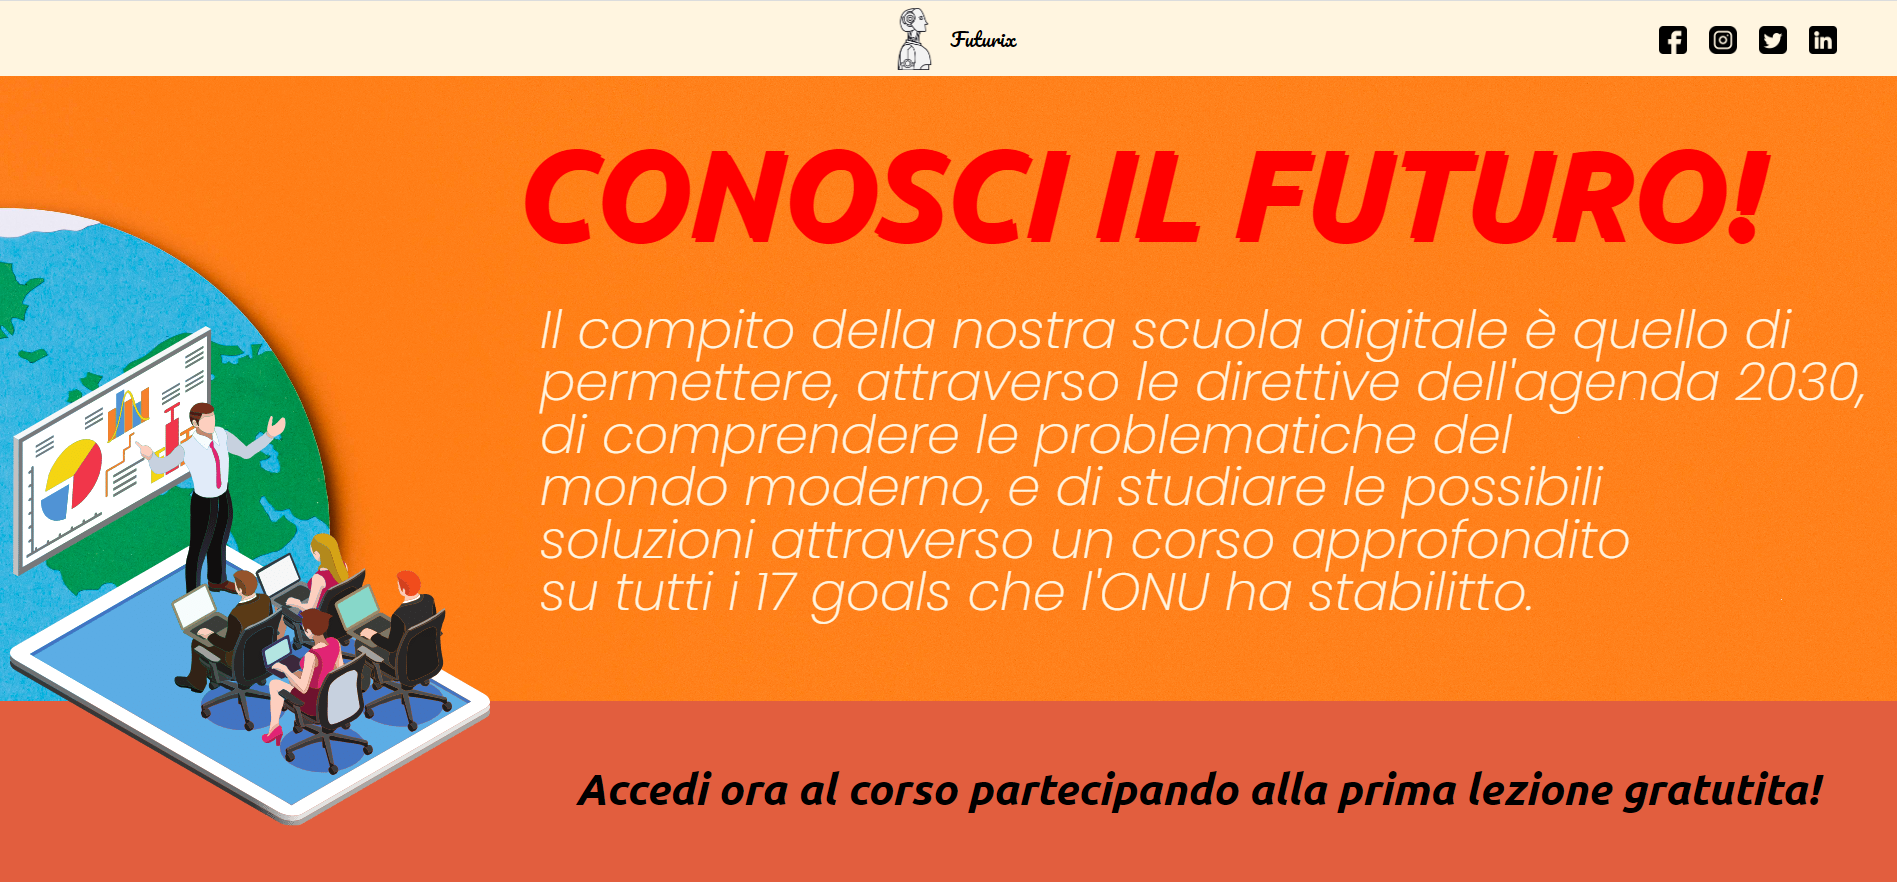 Futurix
CONOSCI IL FUTURO!
Il compito della nostra scuola digitale è quello di
permettere, attraverso le direttive dell'agenda 2030,
di comprendere le problematiche del
mondo moderno, e di studiare le possibili
soluzioni attraverso un corso approfondito
su tutti i 17 goals che l'ONU ha stabilitto.
Accedi ora al corso partecipando alla prima lezione gratutita!